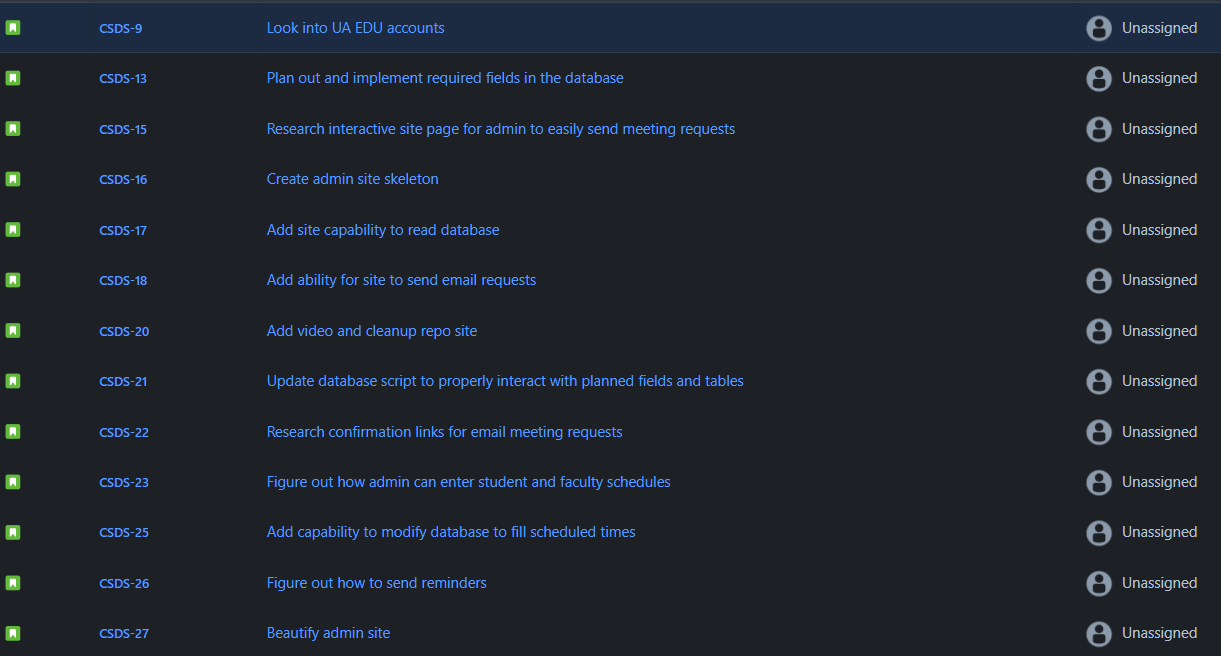 CSDS-9 Look into UA EDU accounts Unassigned
CSDS-13 Plan out and implement required fields in the database Unassigned
CSDS-15 Research interactive site page for admin to easily send meeting requests Unassigned
CSDS-16 Create admin site skeleton Unassigned
CSDS-17 Add site capability to read database Unassigned
CSDS-18 Add ability for site to send email requests Unassigned
CSDS-20 Add video and cleanup repo site Unassigned
CSDS-21 Update database script to properly interact with planned fields and tables Unassigned
CSDS-22 Research confirmation links for email meeting requests Unassigned
CSDS-23 Figure out how admin can enter student and faculty schedules Unassigned
CSDS-25 Add capability to modify database to fill scheduled times Unassigned
CSDS-26 Figure out how to send reminders Unassigned
CSDS-27 Beautify admin site Unassigned